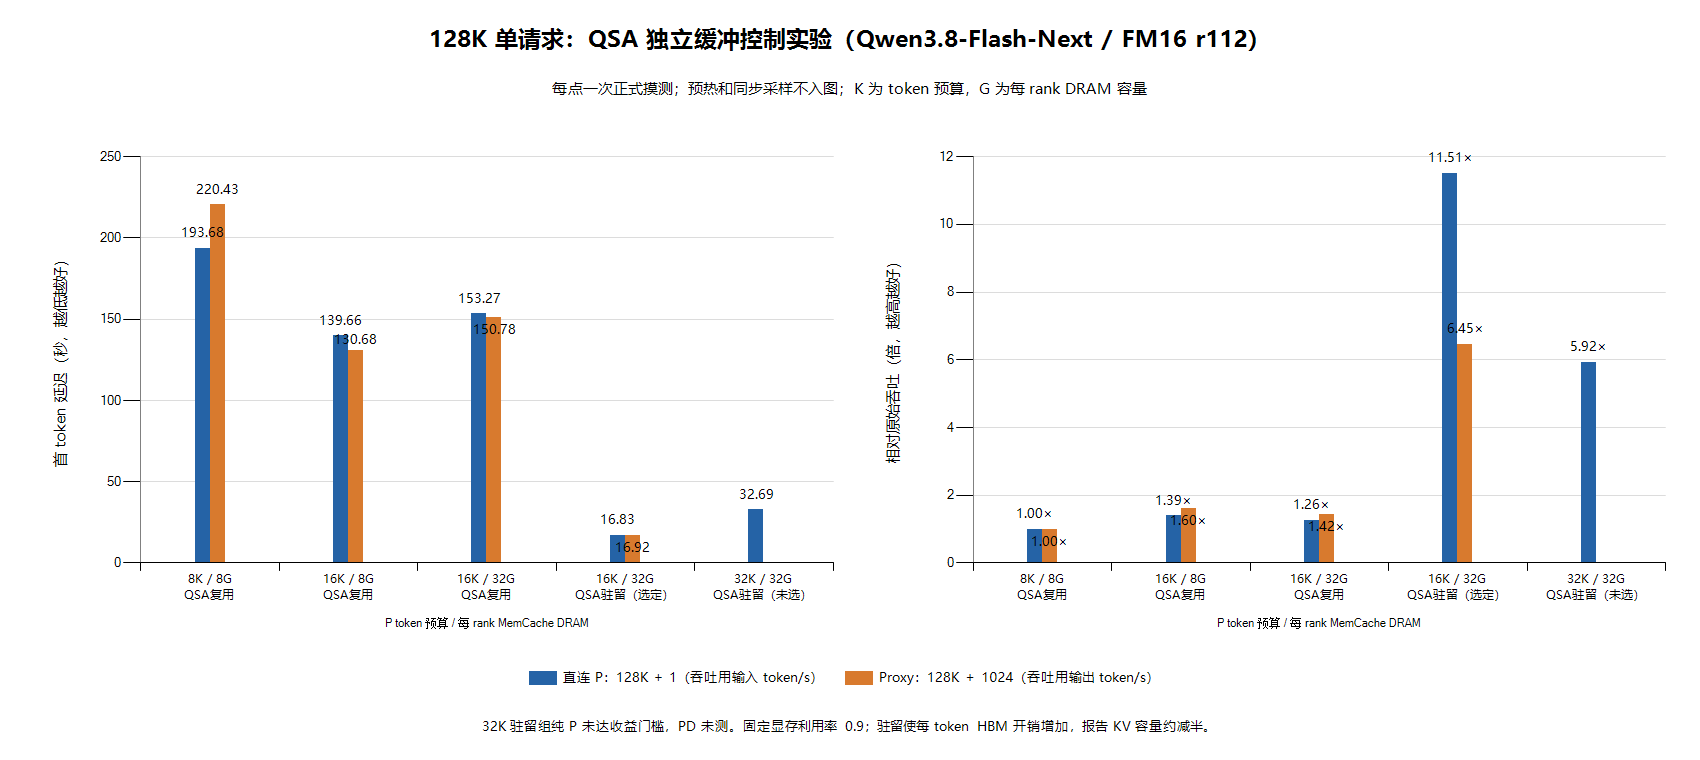 128K 单请求：QSA 独立缓冲控制实验（Qwen3.8-Flash-Next / FM16 r112）
每点一次正式摸测；预热和同步采样不入图；K 为 token 预算，G 为每 rank DRAM 容量
首 token 延迟（秒，越低越好）
250
200
150
100
50
0
193.68
220.43
139.66
130.68
153.27
150.78
16.83
16.92
32.69
8K / 8G
QSA复用
16K / 8G
QSA复用
16K / 32G
QSA复用
16K / 32G
QSA驻留（选定）
32K / 32G
QSA驻留（未选）
P token 预算 / 每 rank MemCache DRAM
相对原始吞吐（倍，越高越好）
12
10
8
6
4
2
0
1.00×
1.00×
1.39×
1.60×
1.26×
1.42×
11.51×
6.45×
5.92×
8K / 8G
QSA复用
16K / 8G
QSA复用
16K / 32G
QSA复用
16K / 32G
QSA驻留（选定）
32K / 32G
QSA驻留（未选）
P token 预算 / 每 rank MemCache DRAM
直连 P：128K + 1（吞吐用输入 token/s）
Proxy：128K + 1024（吞吐用输出 token/s）
32K 驻留组纯 P 未达收益门槛，PD 未测。固定显存利用率 0.9；驻留使每 token HBM 开销增加，报告 KV 容量约减半。